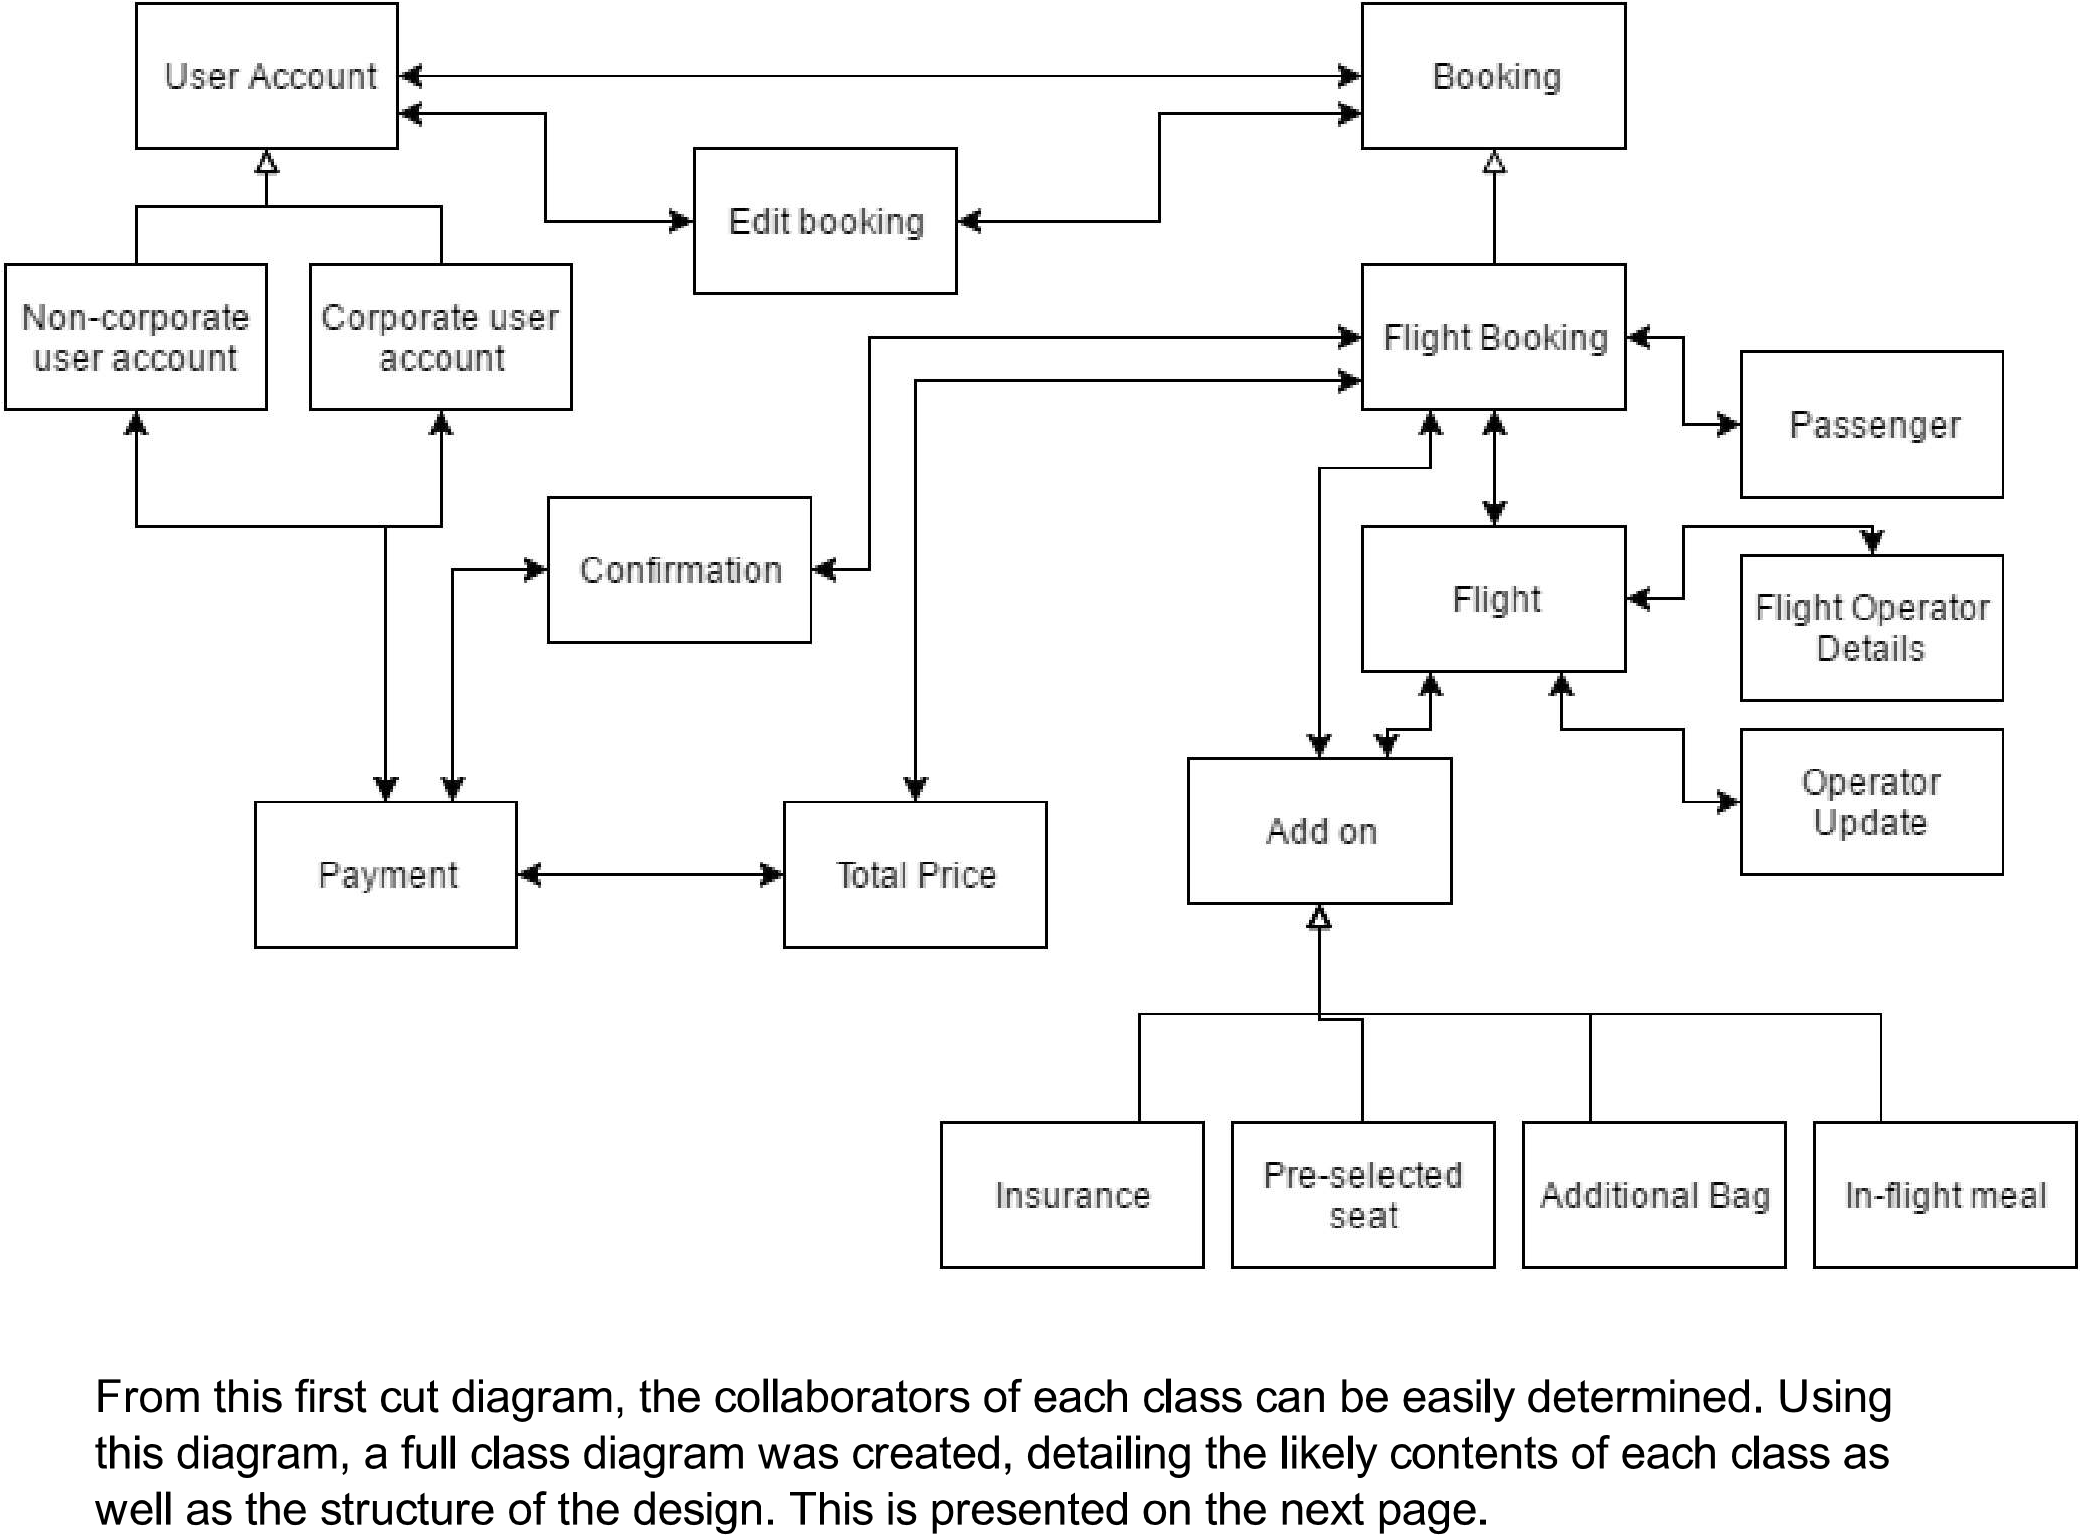 User Account
Booking
Edit booking
Non-corporate
user account
Corporate user
account
Flight Booking
Passenger
Confirmation
Flight
Flight Operator
Details
Operator
Update
Add on
Payment
Total Price
Insurance
Pre-selected
seat
Additional Bag
In-flight meal
From this first cut diagram, the collaborators of each class can be easily determined. Using
this diagram, a full class diagram was created, detailing the likely contents of each class as
well as the structure of the design. This is presented on the next page.